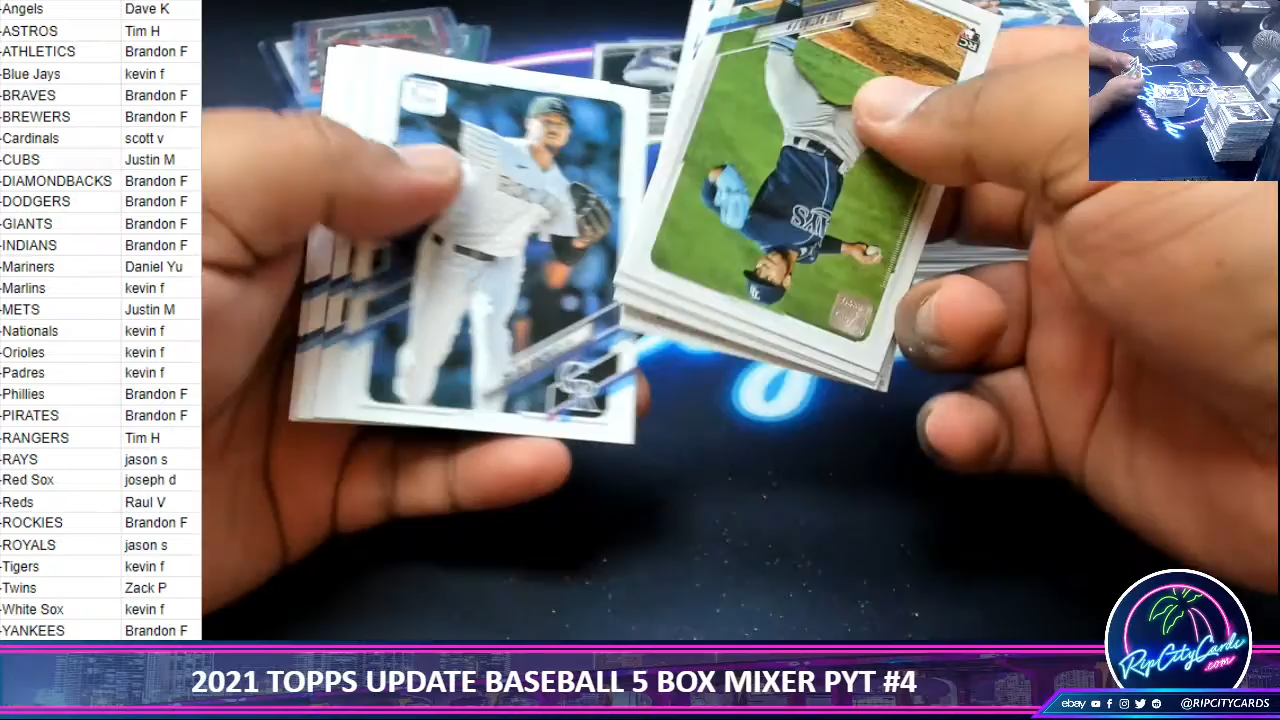 -Angels Dave K
-ASTROS Tim H
-ATHLETICS Brandon F
-Blue Jays kevin f
-BRAVES Brandon F
-BREWERS Brandon F
-Cardinals scott v
-CUBS Justin M
-DIAMONDBACKS Brandon F
-DODGERS Brandon F
-GIANTS Brandon F
-INDIANS Brandon F
-Mariners Daniel Yu
-Marlins kevin f
-METS Justin M
-Nationals kevin f
-Orioles kevin f
-Padres kevin f
-Phillies Brandon F
-PIRATES Brandon F
-RANGERS Tim H
-RAYS jason s
-Red Sox joseph d
-Reds Raul V
-ROCKIES Brandon F
-ROYALS jason s
-Tigers kevin f
-Twins Zack P
-White Sox kevin f
-YANKEES Brandon F
RC
RAYS
CR
RipCityCards
.com
2021 TOPPS UPDATE BASEBALL 5 BOX MIXER PYT #4
ebay @RIPCITYCARDS